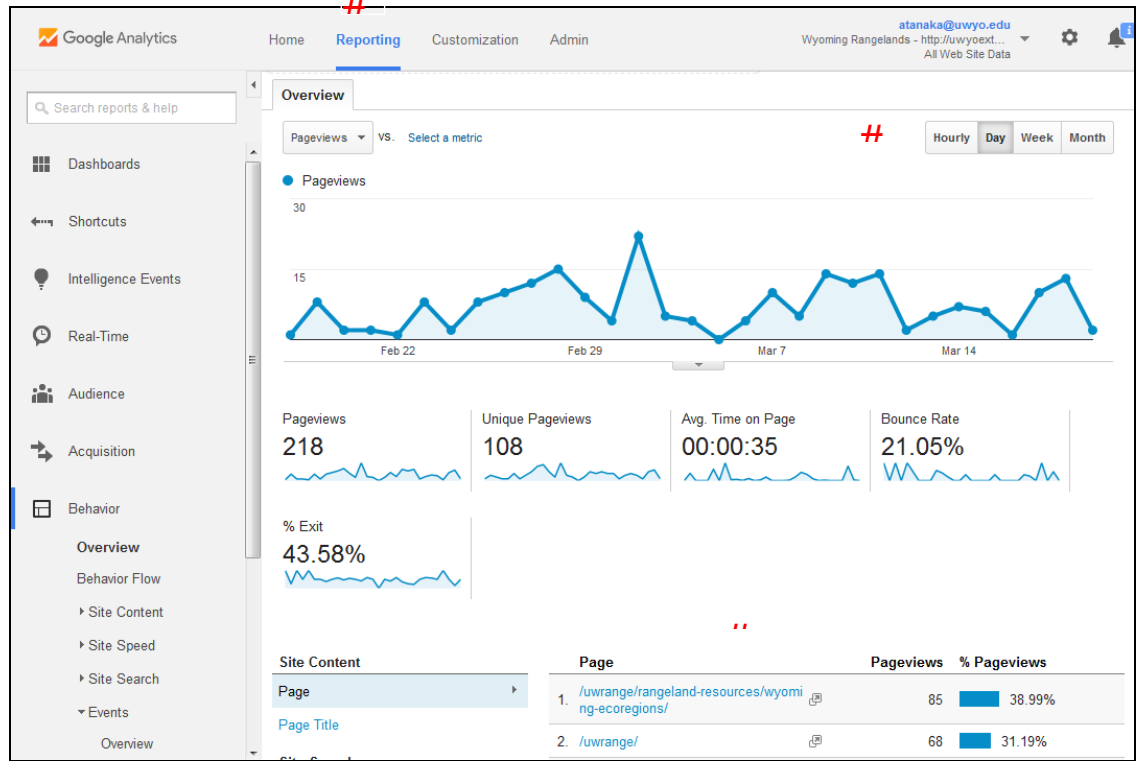 #
Google Analytics
Home Reporting Customization Admin
atanaka@uwyo.edu
Wyoming Rangelands - http://uwyoext...
All Web Site Data
Search reports & help
Dashboards
Shortcuts
Intelligence Events
Real-Time
Audience
Acquisition
Behavior
Overview
Behavior Flow
Site Content
Site Speed
Site Search
Events
Overview
Overview
Pageviews VS. Select a metric
#
Hourly Day Week Month
Pageviews
30
15
Feb 22 Feb 29 Mar 7 Mar 14
Pageviews
218
Unique Pageviews
108
Avg. Time on Page
00:00:35
Bounce Rate
21.05%
% Exit
43.58%
Site Content
Page
Page Title
Page Pageviews % Pageviews
1. /uwrange/rangeland-resources/wyomi
ng-ecoregions/
85 38.99%
2. /uwrange/ 68 31.19%